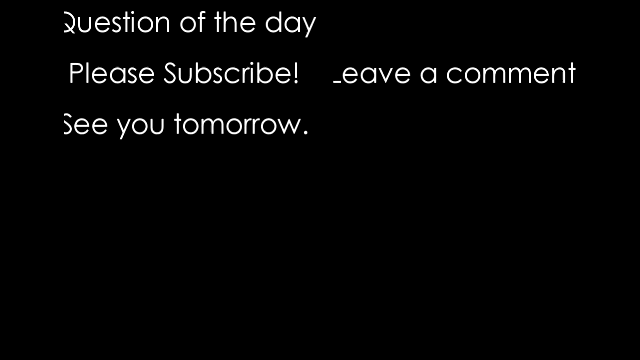 Question of the day
Please Subscribe! Leave a comment
See you tomorrow.